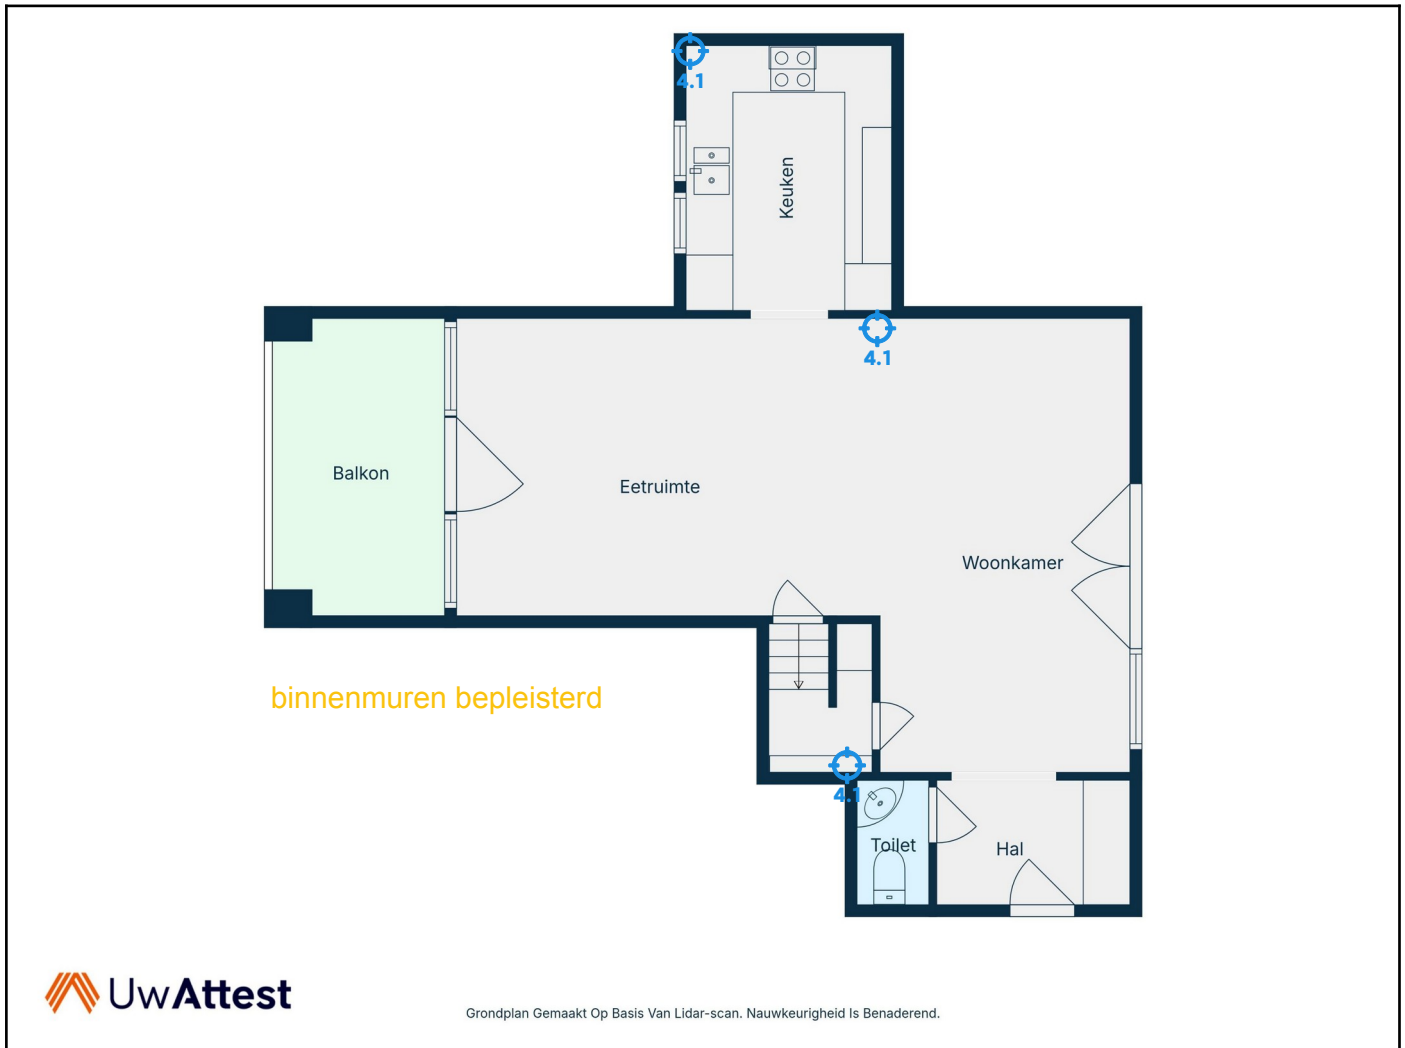 4.1
Keuken
4.1
Balkon
Eetruimte
Woonkamer
binnenmuren bepleisterd
4.1
Toilet
Hal
UwAttest
Grondplan Gemaakt Op Basis Van Lidar-scan. Nauwkeurigheid Is Benaderend.